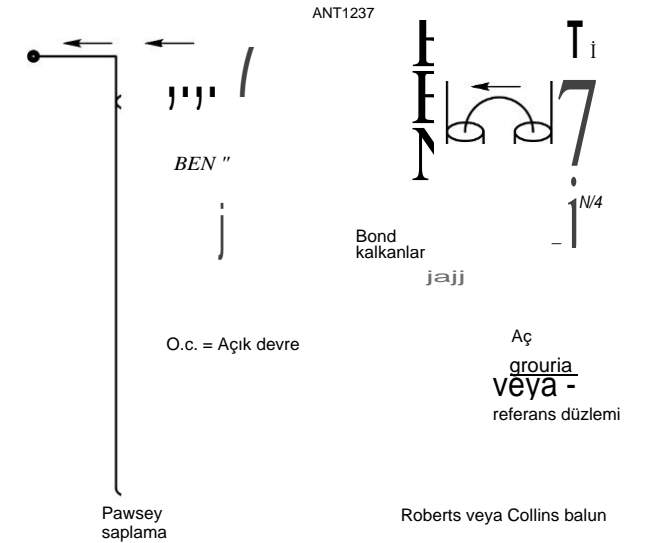 ANT1237
BEN "
j
N/4
Bond
kalkanlar
jajj
O.c. = Açık devre
Aç
grouria
veya -
referans düzlemi
Pawsey
saplama
Roberts veya Collins balun